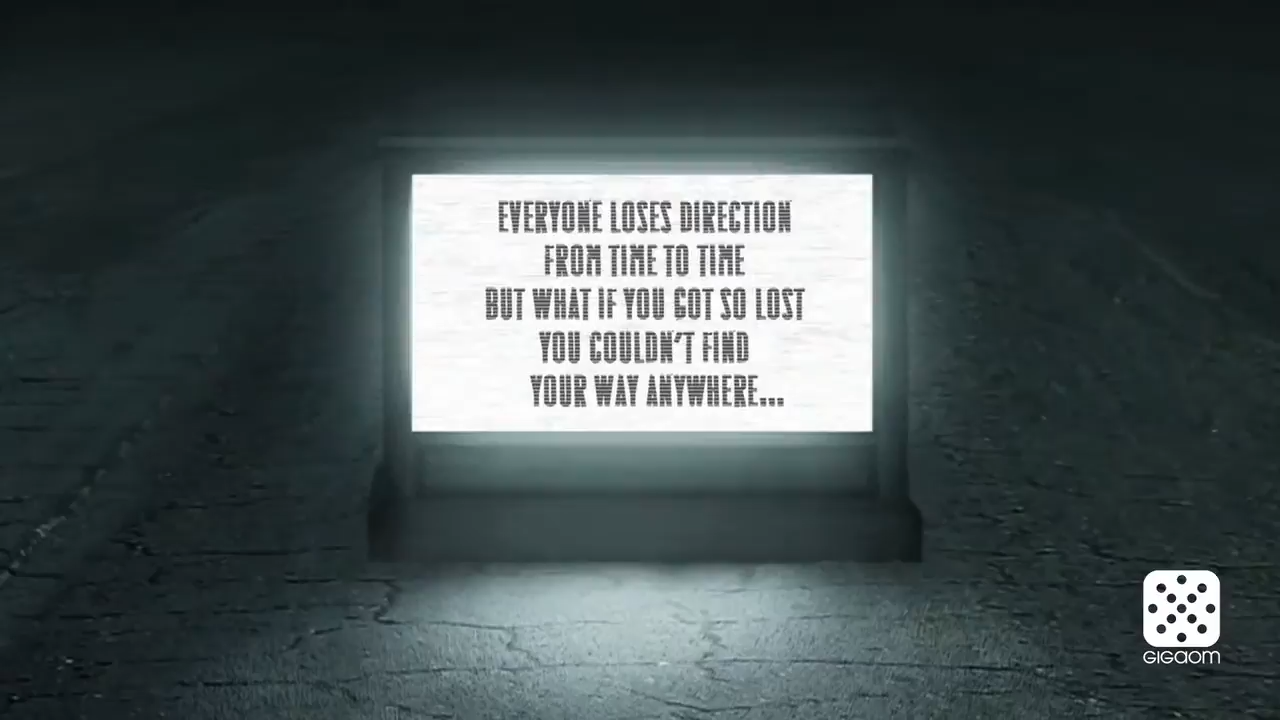 EVERYONE LOSES DIRECTION
FROM TIME TO TIME
BUT WHAT IF YOU GOT SO LOST
YOU COULDN'T FIND
YOUR WAY ANYWHERE...
GIGAOM